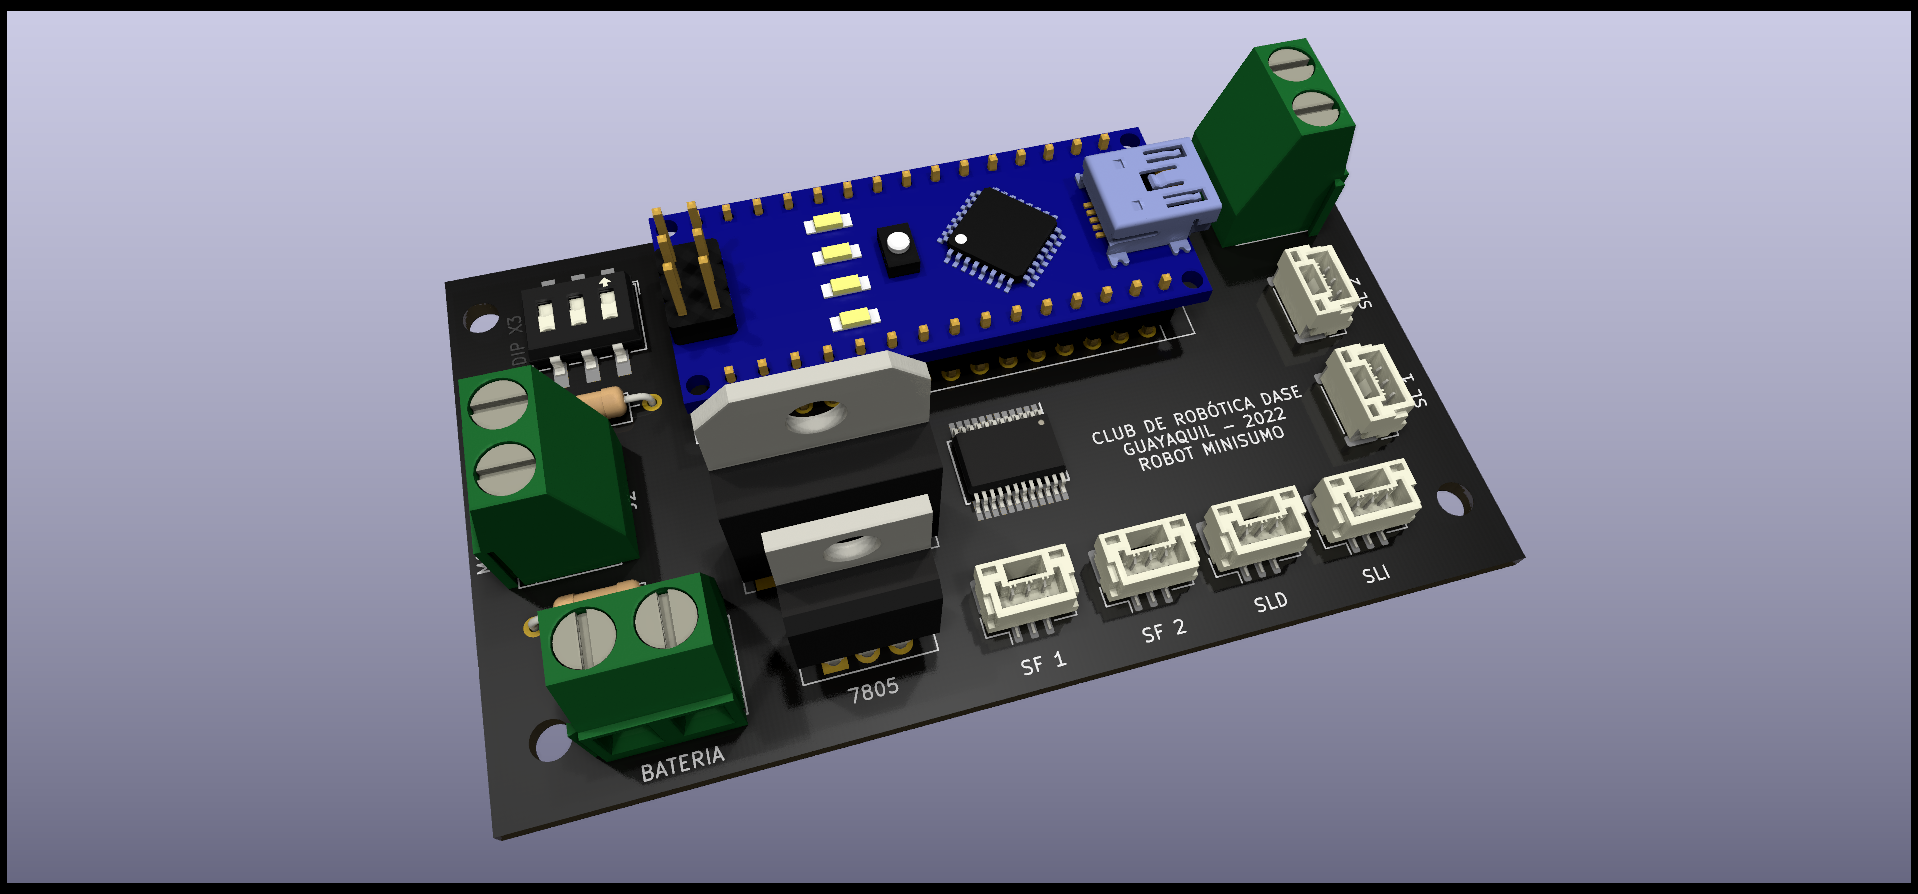 DIP X3
SL 2
SL 1
CLUB DE ROBÓTICA DASE
GUAYAQUIL - 2022
ROBOT MINISUMO
SLI
SLD
SF 2
SF 1
7805
BATERIA